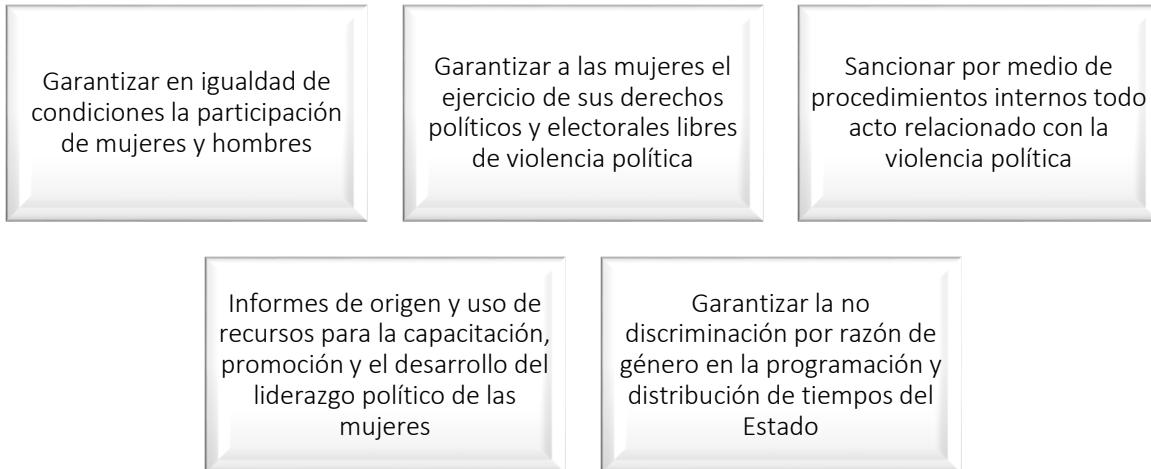 Garantizar en igualdad de
condiciones la participación
de mujeres y hombres
Garantizar a las mujeres el
ejercicio de sus derechos
políticos y electorales libres
de violencia política
Sancionar por medio de
procedimientos internos todo
acto relacionado con la
violencia política
Informes de origen y uso de
recursos para la capacitación,
promoción y el desarrollo del
liderazgo político de las
mujeres
Garantizar la no
discriminación por razón de
género en la programación y
distribución de tiempos del
Estado